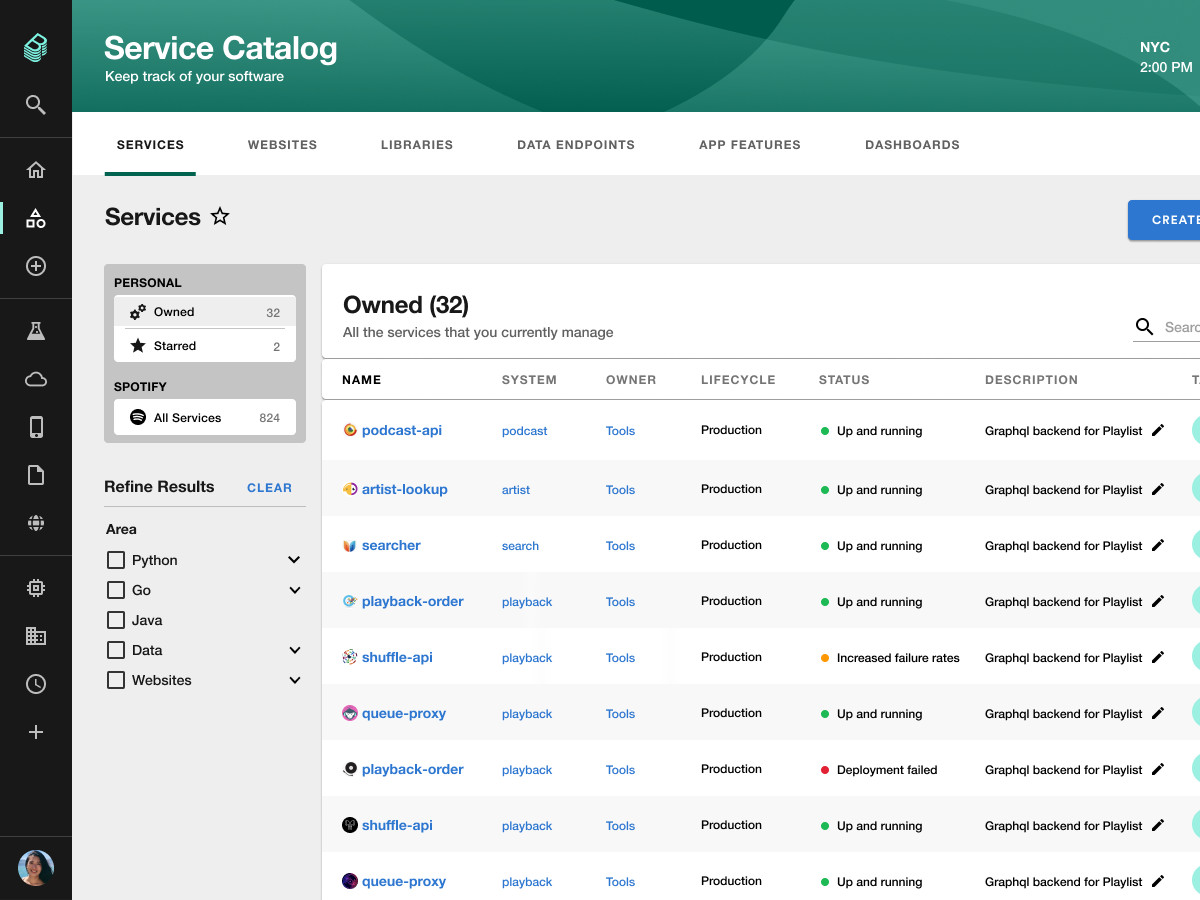 Service Catalog
Keep track of your software
NYC
2:00 PM
SERVICES WEBSITES LIBRARIES DATA ENDPOINTS APP FEATURES DASHBOARDS
Services
CREATE
PERSONAL
Owned 32
Starred 2
SPOTIFY
All Services 824
Refine Results CLEAR
Area
Python
Go
Java
Data
Websites
Owned (32)
All the services that you currently manage
Searc
NAME SYSTEM OWNER LIFECYCLE STATUS DESCRIPTION T
podcast-api podcast Tools Production Up and running Graphql backend for Playlist
artist-lookup artist Tools Production Up and running Graphql backend for Playlist
searcher search Tools Production Up and running Graphql backend for Playlist
playback-order playback Tools Production Up and running Graphql backend for Playlist
shuffle-api playback Tools Production Increased failure rates Graphql backend for Playlist
queue-proxy playback Tools Production Up and running Graphql backend for Playlist
playback-order playback Tools Production Deployment failed Graphql backend for Playlist
shuffle-api playback Tools Production Up and running Graphql backend for Playlist
queue-proxy playback Tools Production Up and running Graphql backend for Playlist